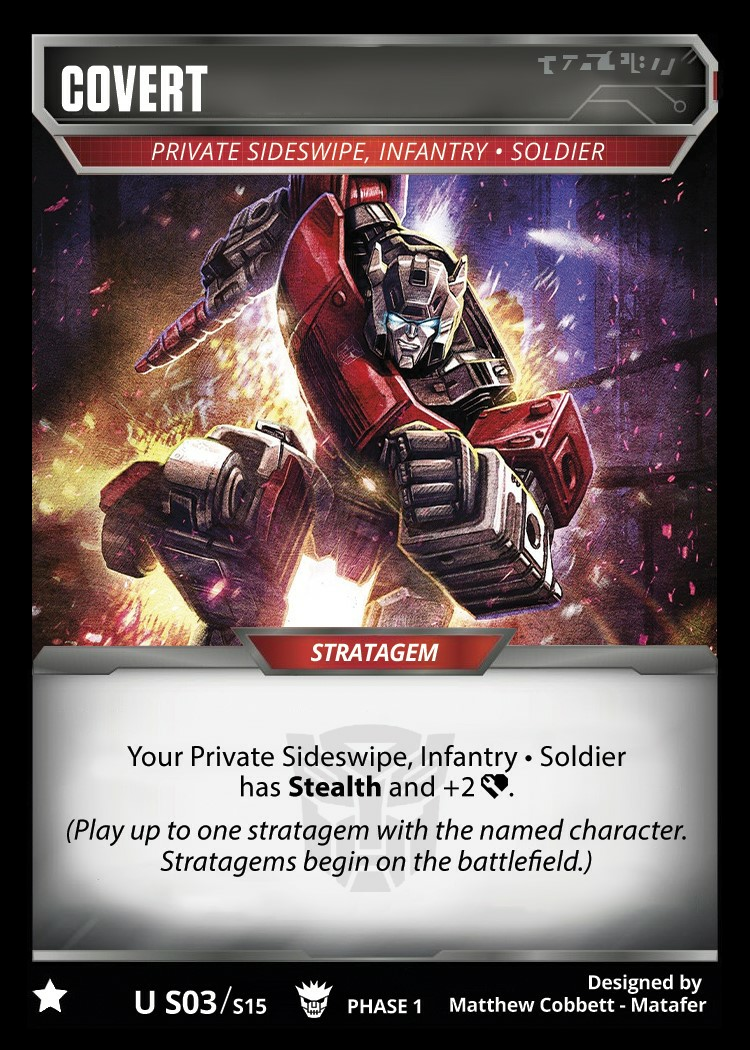 COVERT
PRIVATE SIDESWIPE, INFANTRY • SOLDIER
STRATAGEM
Your Private Sideswipe, Infantry • Soldier
has Stealth and +2 .
(Play up to one stratagem with the named character.
Stratagems begin on the battlefield.)
U S03/S15
PHASE 1
Designed by
Matthew Cobbett - Matafer